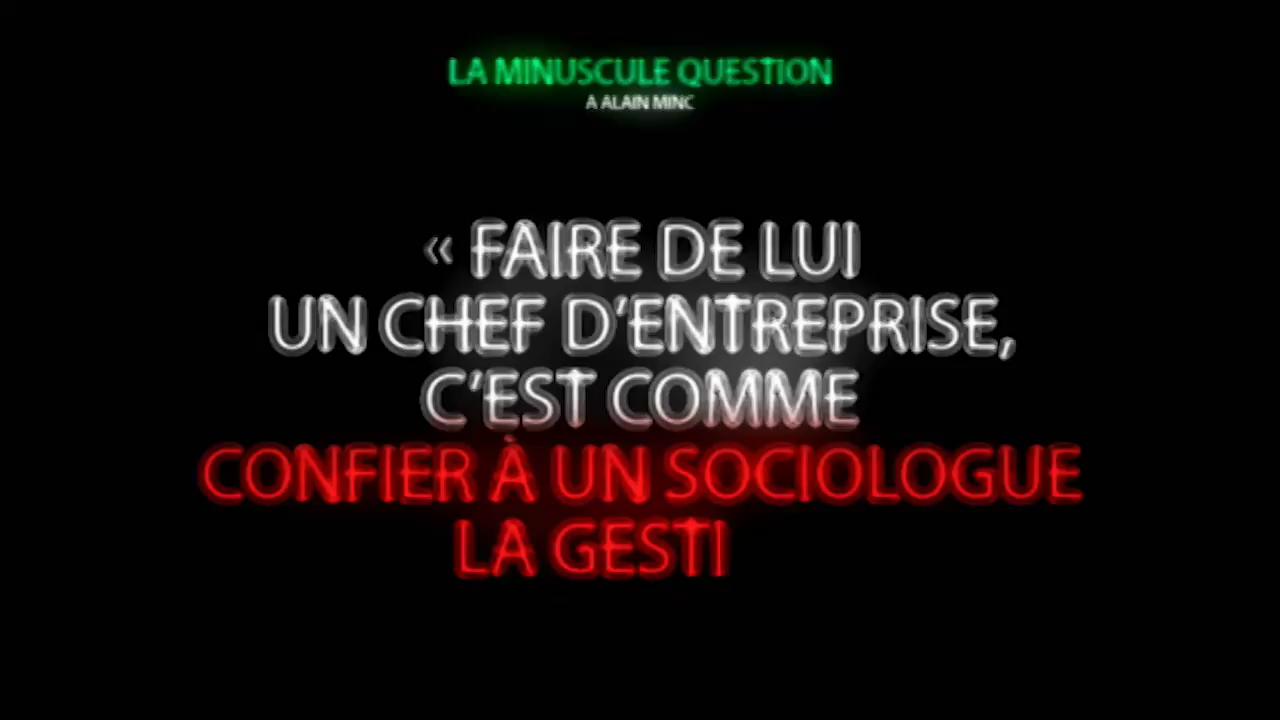 LA MINUSCULE QUESTION
A ALAIN MINC
« FAIRE DE LUI
UN CHEF D'ENTREPRISE,
C'EST COMME
CONFIER À UN SOCIOLOGUE
LA GESTI